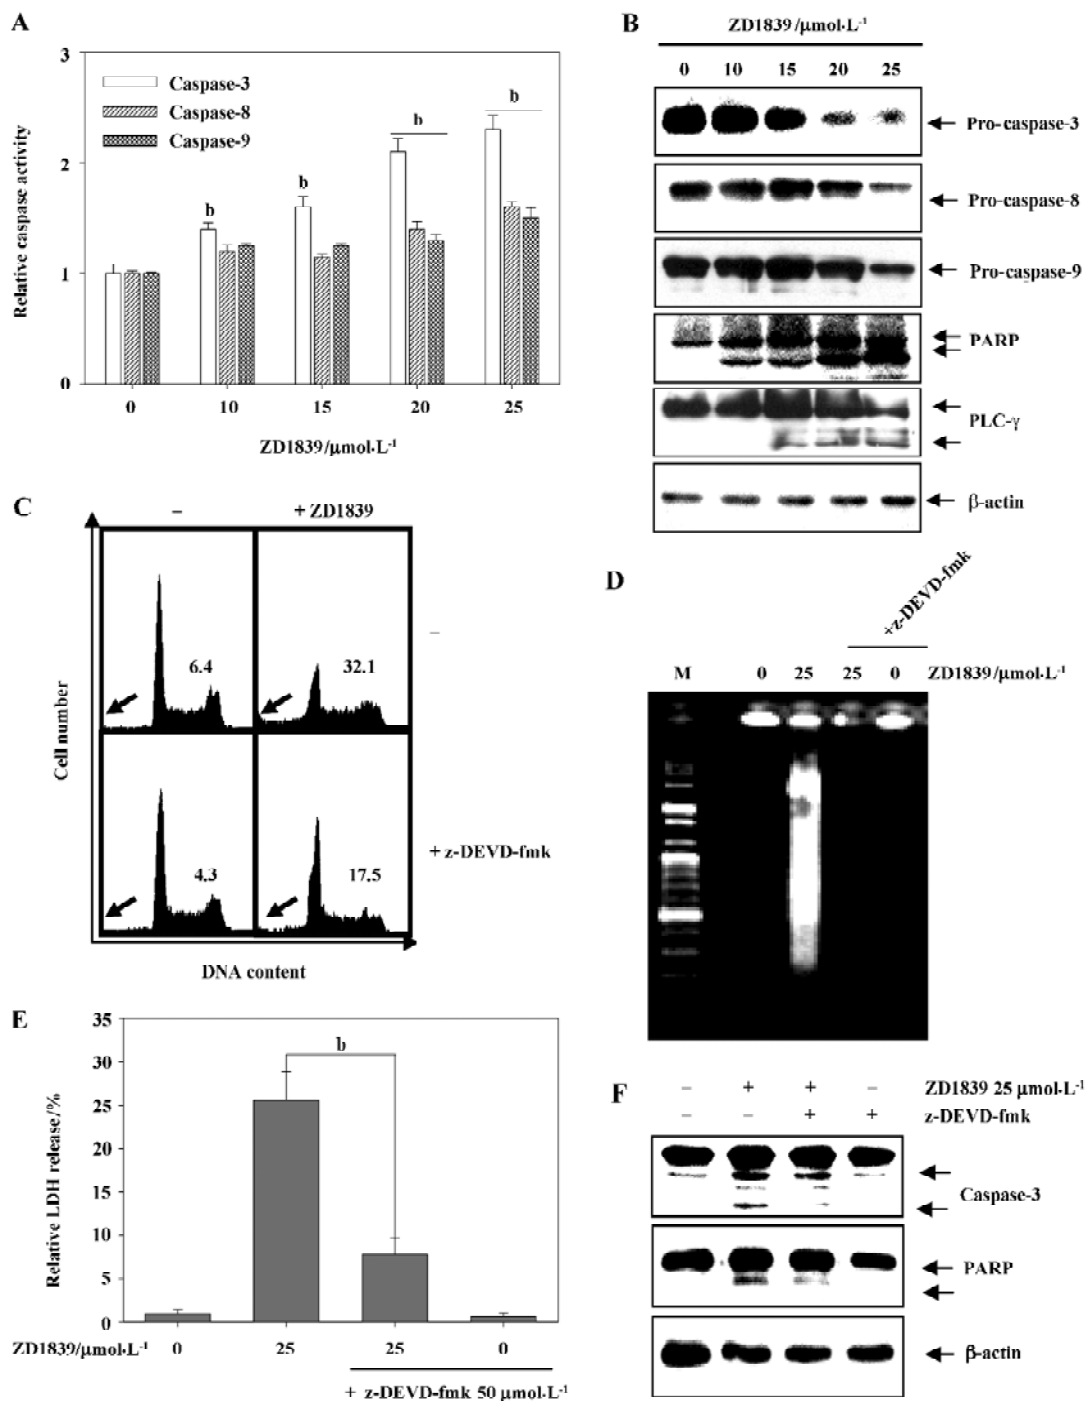 A
3
2
1
0
Relative caspase activity
Caspase-3
Caspase-8
Caspase-9
b
b
b
b
0 10 15 20 25
ZD1839/μmol·L⁻¹
B
ZD1839/μmol·L⁻¹
0 10 15 20 25
Pro-caspase-3
Pro-caspase-8
Pro-caspase-9
PARP
PLC-γ
β-actin
C
– + ZD1839
Cell number
6.4 32.1
–
4.3 17.5
+ z-DEVD-fmk
DNA content
D
+z-DEVD-fmk
M 0 25 25 0 ZD1839/μmol·L⁻¹
E
35
30
25
20
15
10
5
0
Relative LDH release/%
b
ZD1839/μmol·L⁻¹ 0 25 25 0
+ z-DEVD-fmk 50 μmol·L⁻¹
F
– + + – ZD1839 25 μmol·L⁻¹
– – + + z-DEVD-fmk
Caspase-3
PARP
β-actin